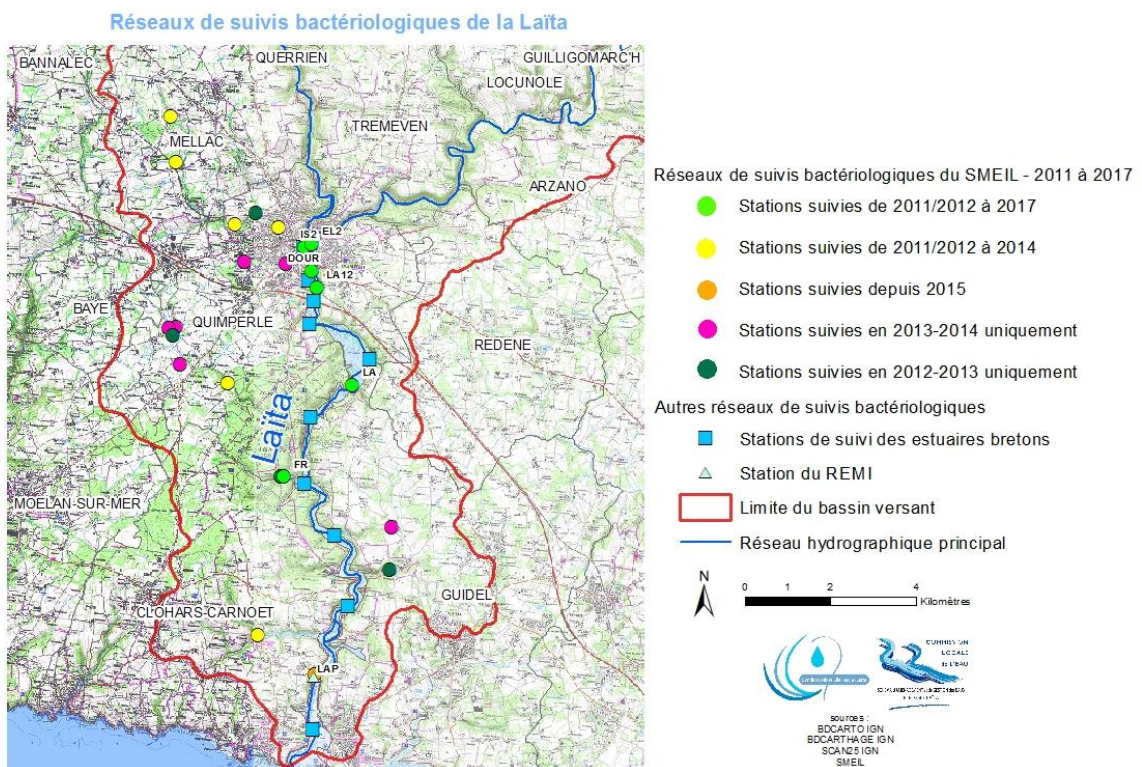 Réseaux de suivis bactériologiques de la Laïta
BANNALEC
QUERRIEN
GUILLIGOMARC'H
LOCUNOLE
TREMEVEN
MELLAC
ARZANO
IS2
EL2
DOUR
LA12
BAYE
QUIMPERLE
REDENE
LA
Laïta
FR
MOELAN-SUR-MER
GUIDEL
CLOHARS-CARNOET
LAP
Réseaux de suivis bactériologiques du SMEIL - 2011 à 2017
Stations suivies de 2011/2012 à 2017
Stations suivies de 2011/2012 à 2014
Stations suivies depuis 2015
Stations suivies en 2013-2014 uniquement
Stations suivies en 2012-2013 uniquement
Autres réseaux de suivis bactériologiques
Stations de suivi des estuaires bretons
Station du REMI
Limite du bassin versant
Réseau hydrographique principal
N
0 1 2 4
Kilomètres
COMMISSION
LOCALE
de L'EAU
sources :
BDCARTO IGN
BDCARTHAGE IGN
SCAN25 IGN
SMEIL